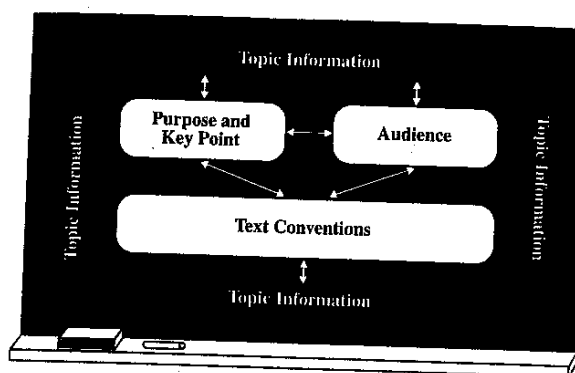 Topic Information
Purpose and
Key Point
Audience
Topic Information
Topic Information
Text Conventions
Topic Information